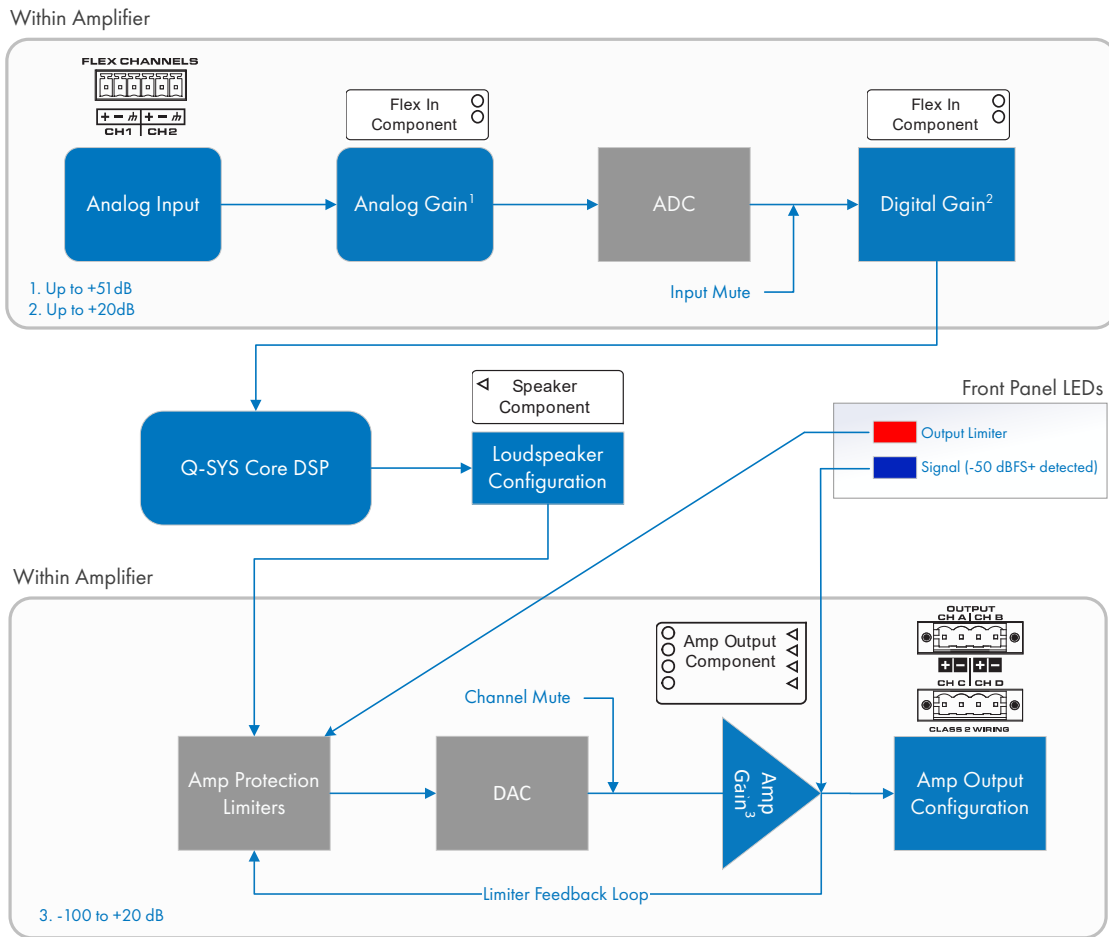 Within Amplifier
FLEX CHANNELS
+ − + −
CH1 CH2
Flex In
Component
Flex In
Component
Analog Input
Analog Gain¹
ADC
Digital Gain²
Input Mute
1. Up to +51dB
2. Up to +20dB
Speaker
Component
Front Panel LEDs
Output Limiter
Signal (-50 dBFS+ detected)
Q-SYS Core DSP
Loudspeaker
Configuration
Within Amplifier
OUTPUT
CH A CH B
+ − + −
CH C CH D
CLASS 2 WIRING
Amp Output
Component
Channel Mute
Amp Protection
Limiters
DAC
Amp
Gain³
Amp Output
Configuration
Limiter Feedback Loop
3. -100 to +20 dB